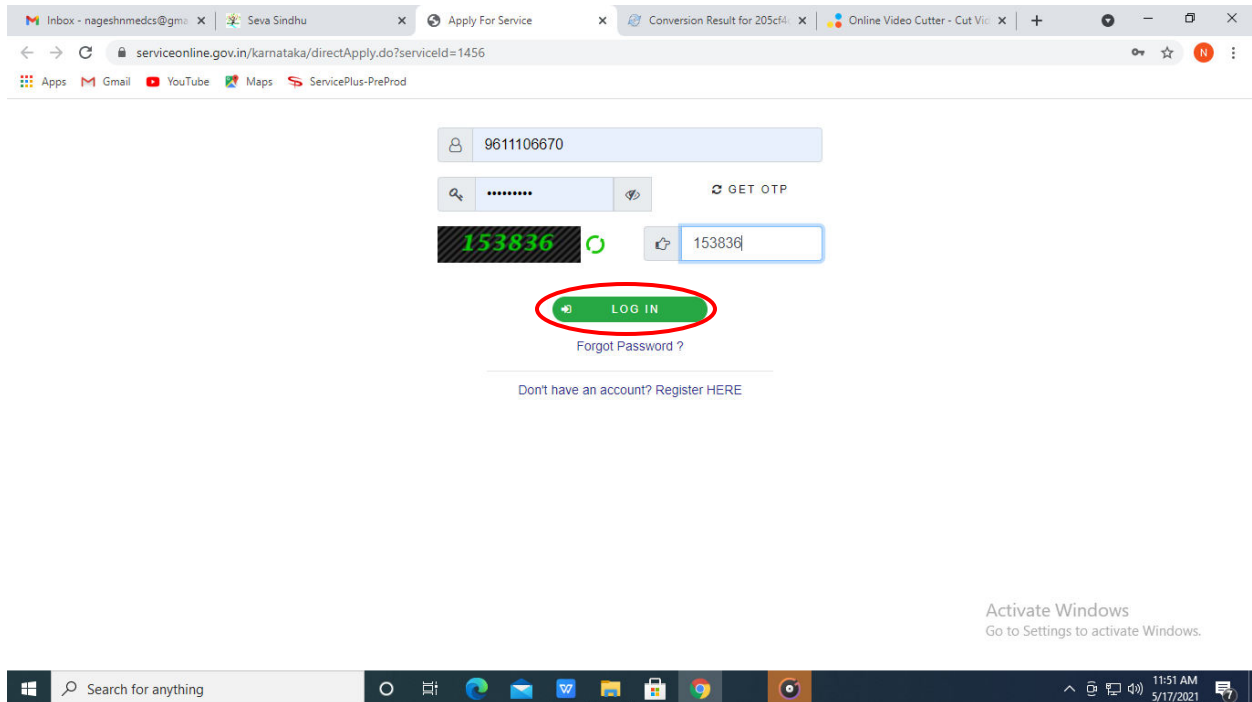 Inbox - nageshnmedcs@gma
Seva Sindhu
Apply For Service
Conversion Result for 205cf4
Online Video Cutter - Cut Vid
serviceonline.gov.in/karnataka/directApply.do?serviceId=1456
N
Apps
Gmail
YouTube
Maps
ServicePlus-PreProd
9611106670
•••••••••
GET OTP
153836
153836
LOG IN
Forgot Password ?
Don't have an account? Register HERE
Activate Windows
Go to Settings to activate Windows.
Search for anything
W
11:51 AM
5/17/2021
7